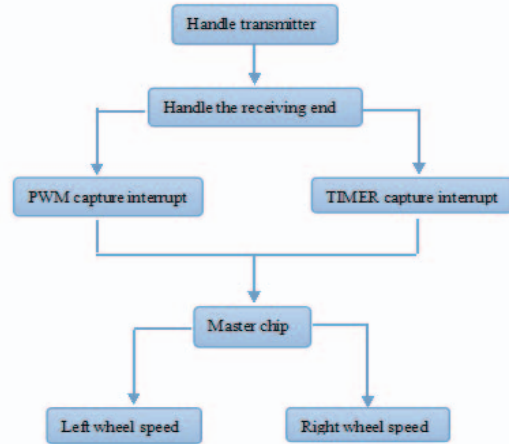 Handle transmitter
Handle the receiving end
PWM capture interrupt
TIMER capture interrupt
Master chip
Left wheel speed
Right wheel speed